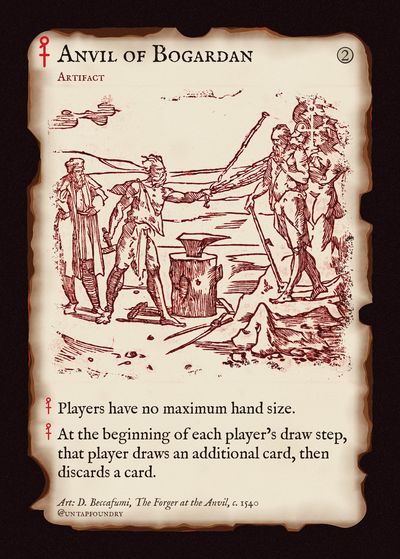 Anvil of Bogardan
2
Artifact
Players have no maximum hand size.
At the beginning of each player's draw step,
that player draws an additional card, then
discards a card.
Art: D. Beccafumi, The Forger at the Anvil, c. 1540
@untapfoundry